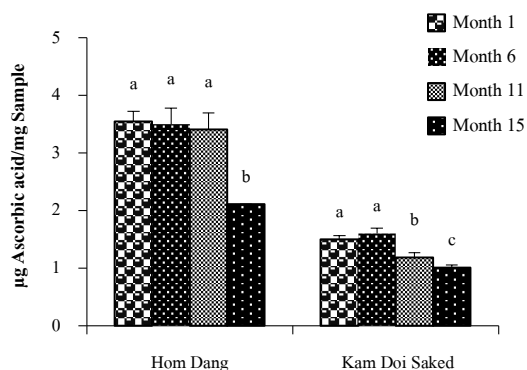 Month 1
Month 6
Month 11
Month 15
µg Ascorbic acid/mg Sample
5
4
3
2
1
0
a a a b
a a b c
Hom Dang Kam Doi Saked